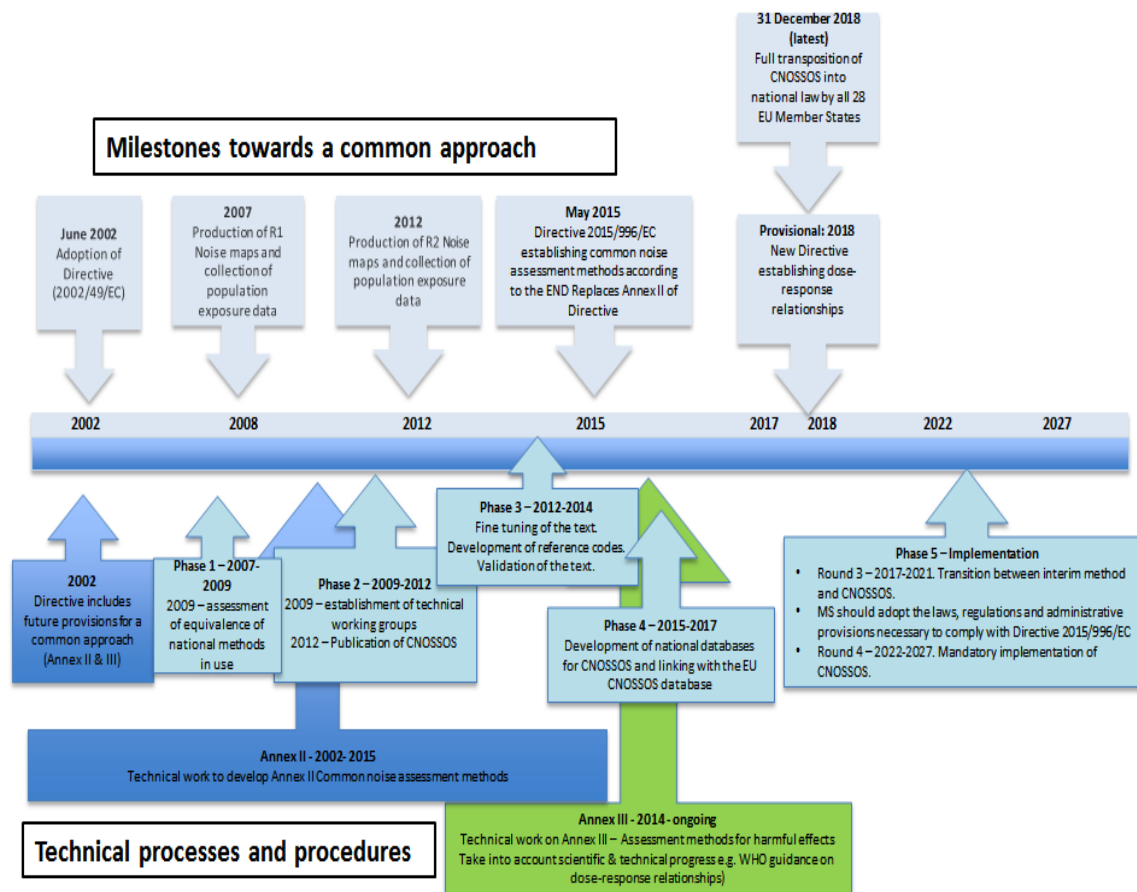 31 December 2018
(latest)
Full transposition of
CNOSSOS into
national law by all 28
EU Member States
Milestones towards a common approach
June 2002
Adoption of
Directive
(2002/49/EC)
2007
Production of R1
Noise maps and
collection of
population
exposure data
2012
Production of R2 Noise
maps and collection of
population exposure
data
May 2015
Directive 2015/996/EC
establishing common noise
assessment methods according
to the END Replaces Annex II of
Directive
Provisional: 2018
New Directive
establishing dose-
response
relationships
2002
2008
2012
2015
2017
2018
2022
2027
2002
Directive includes
future provisions for
a common approach
(Annex II & III)
Phase 1 – 2007-
2009
2009 – assessment
of equivalence of
national methods
in use
Phase 2 – 2009-2012
2009 – establishment of technical
working groups
2012 – Publication of CNOSSOS
Phase 3 – 2012-2014
Fine tuning of the text.
Development of reference codes.
Validation of the text.
Phase 4 – 2015-2017
Development of national databases
for CNOSSOS and linking with the EU
CNOSSOS database
Phase 5 – Implementation
• Round 3 – 2017-2021. Transition between interim method
and CNOSSOS.
• MS should adopt the laws, regulations and administrative
provisions necessary to comply with Directive 2015/996/EC
• Round 4 – 2022-2027. Mandatory implementation of
CNOSSOS.
Annex II - 2002- 2015
Technical work to develop Annex II Common noise assessment methods
Annex III - 2014 - ongoing
Technical work on Annex III – Assessment methods for harmful effects
Take into account scientific & technical progress e.g. WHO guidance on
dose-response relationships)
Technical processes and procedures